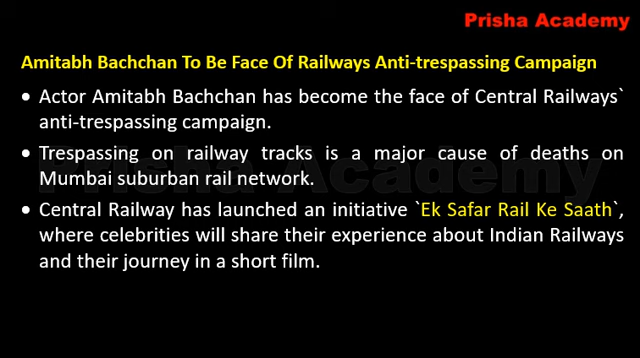 Prisha Academy
Amitabh Bachchan To Be Face Of Railways Anti-trespassing Campaign
• Actor Amitabh Bachchan has become the face of Central Railways`
anti-trespassing campaign.
• Trespassing on railway tracks is a major cause of deaths on
Mumbai suburban rail network.
• Central Railway has launched an initiative `Ek Safar Rail Ke Saath`,
where celebrities will share their experience about Indian Railways
and their journey in a short film.
Prisha Academy